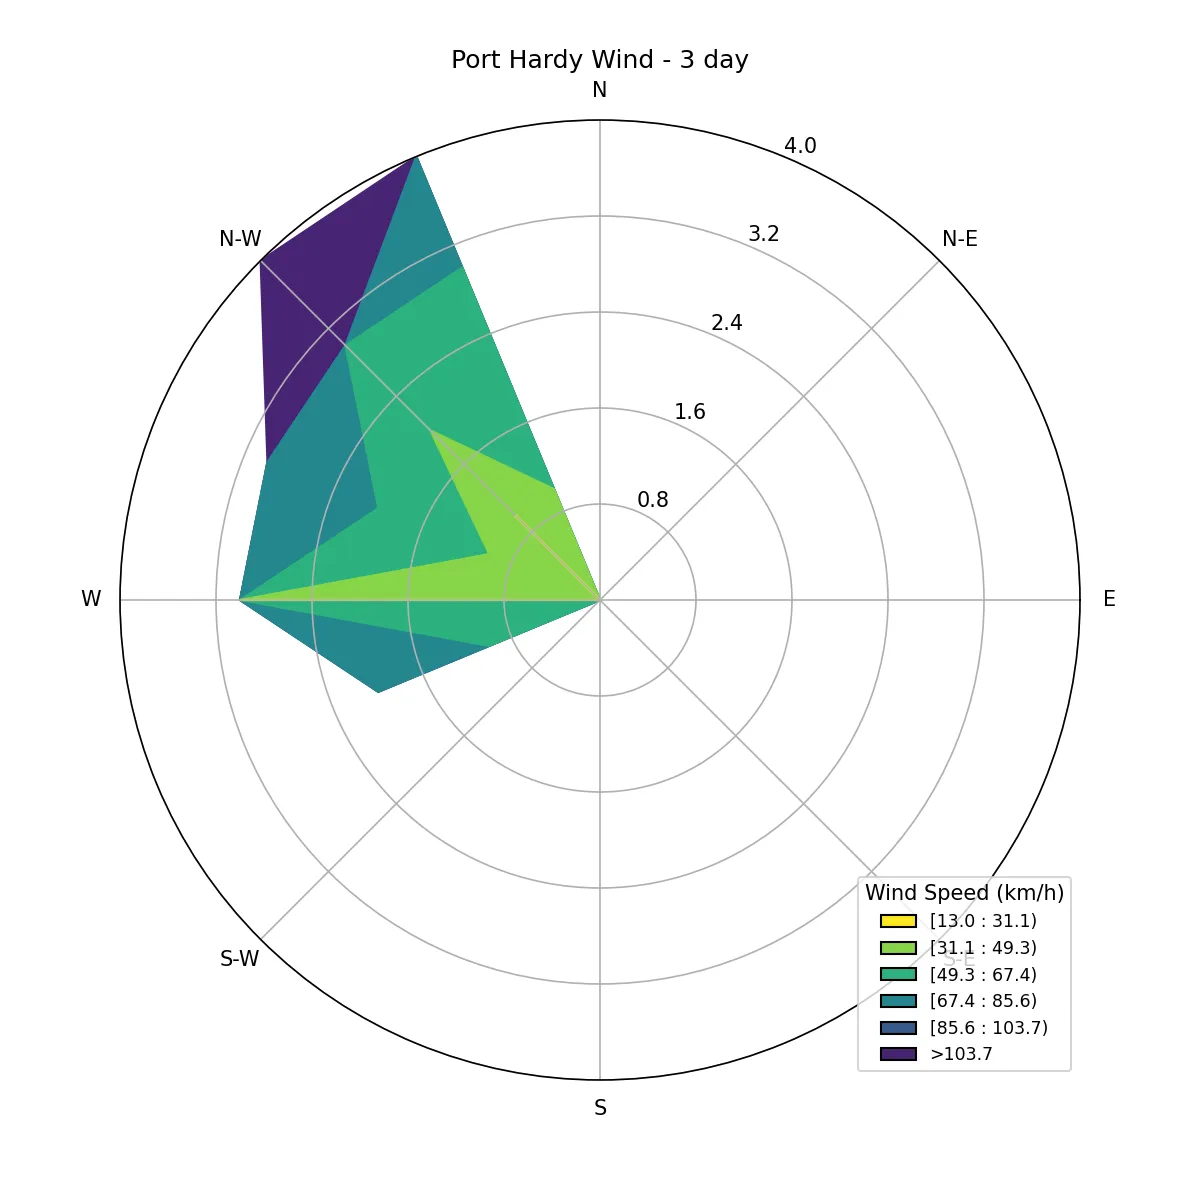 Port Hardy Wind - 3 day
N
4.0
N-W
N-E
3.2
2.4
1.6
0.8
W
E
Wind Speed (km/h)
[13.0 : 31.1)
[31.1 : 49.3)
S-W
S-E
[49.3 : 67.4)
[67.4 : 85.6)
[85.6 : 103.7)
>103.7
S